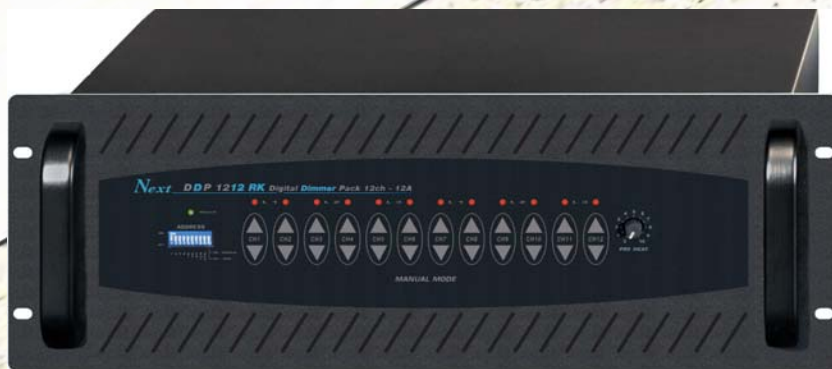 Next DDP 1212 RK Digital Dimmer Pack 12ch - 12A
ADDRESS
CH1 CH2 CH3 CH4 CH5 CH6 CH7 CH8 CH9 CH10 CH11 CH12
PRE HEAT
MANUAL MODE